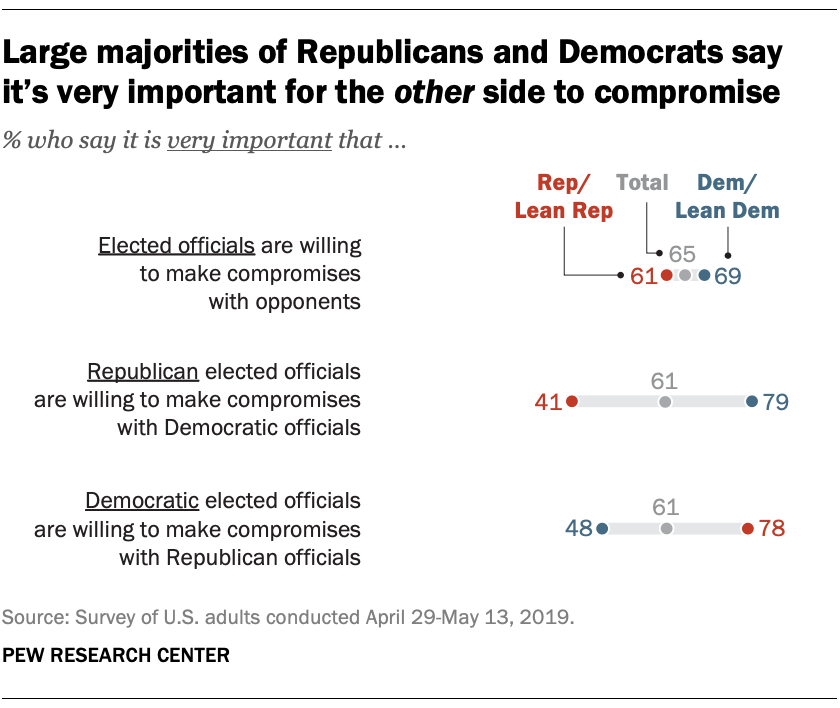 Large majorities of Republicans and Democrats say
it's very important for the other side to compromise
% who say it is very important that ...
Rep/
Lean Rep
Total
Dem/
Lean Dem
Elected officials are willing
to make compromises
with opponents
65
61
69
Republican elected officials
are willing to make compromises
with Democratic officials
61
41
79
Democratic elected officials
are willing to make compromises
with Republican officials
61
48
78
Source: Survey of U.S. adults conducted April 29-May 13, 2019.
PEW RESEARCH CENTER